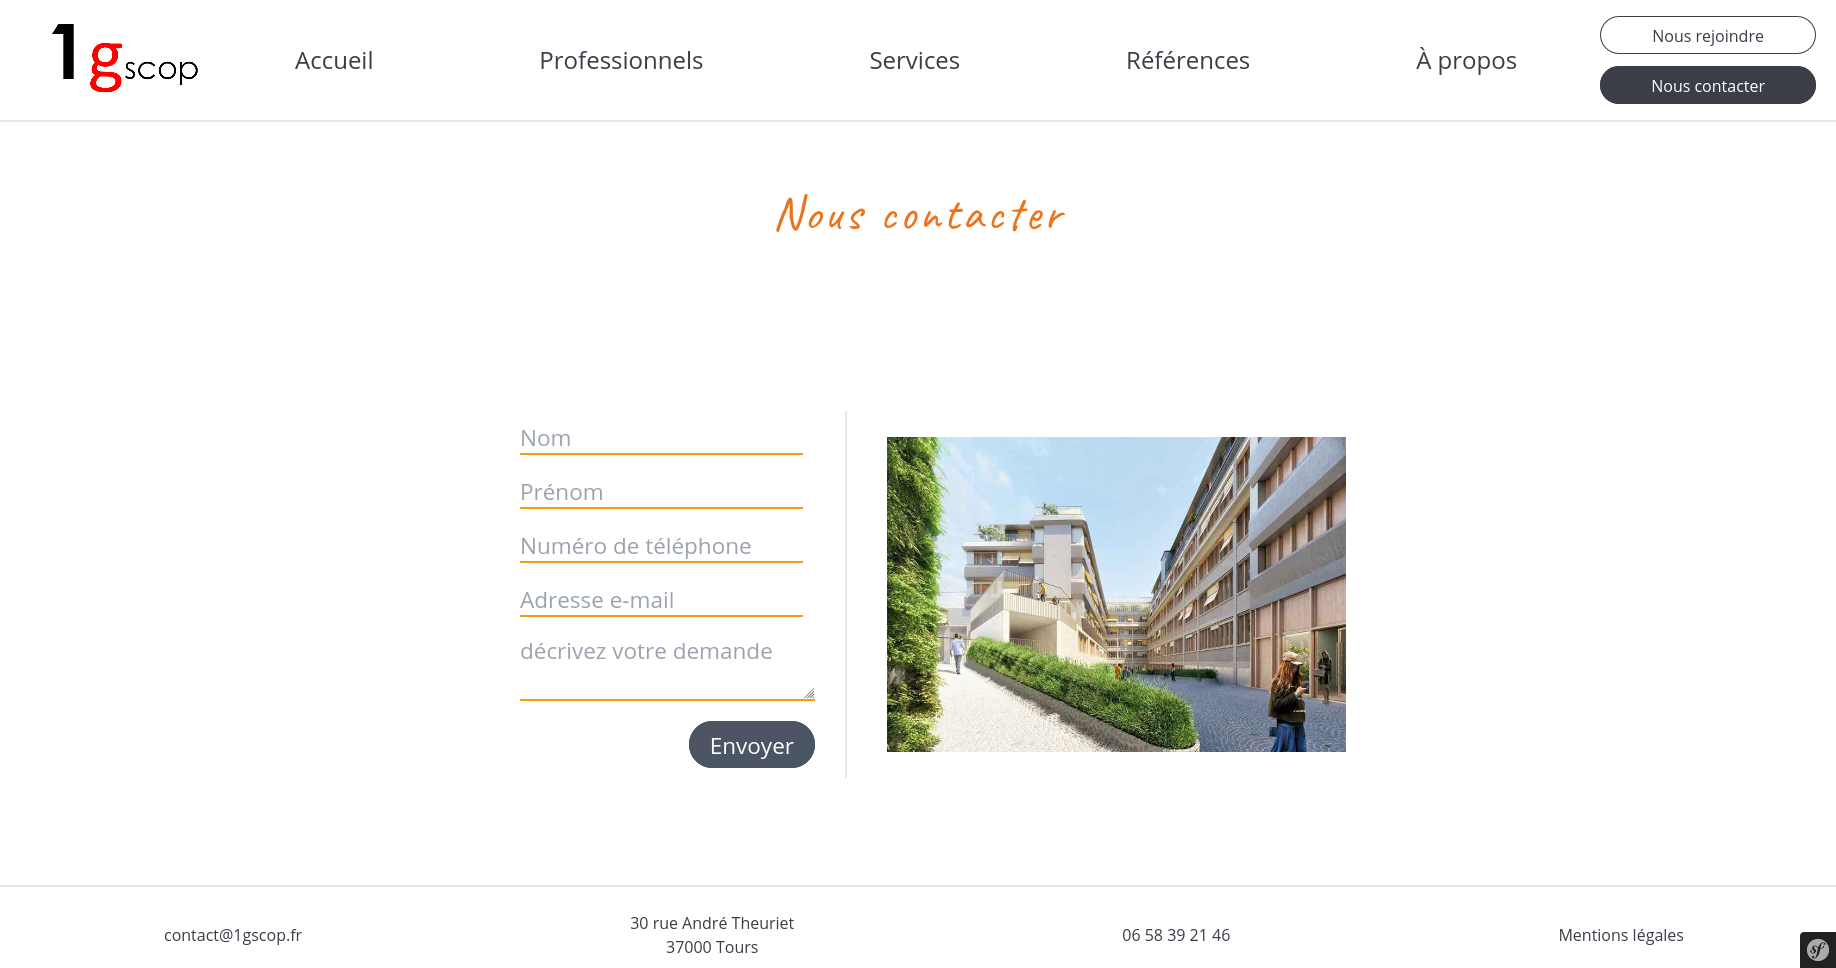 1gscop
Accueil
Professionnels
Services
Références
À propos
Nous rejoindre
Nous contacter
Nous contacter
Nom
Prénom
Numéro de téléphone
Adresse e-mail
décrivez votre demande
Envoyer
contact@1gscop.fr
30 rue André Theuriet
37000 Tours
06 58 39 21 46
Mentions légales
sf